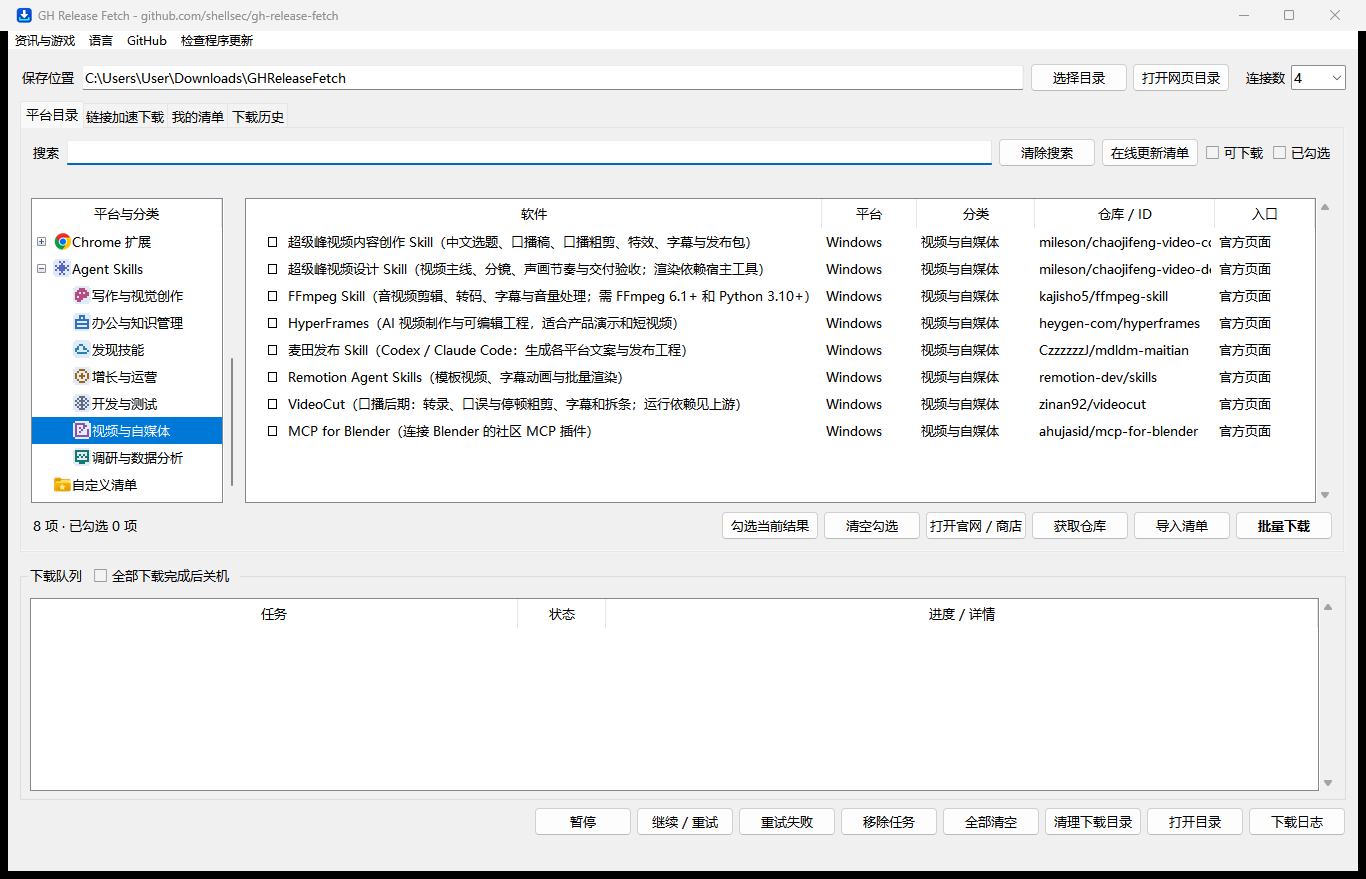 GH Release Fetch - github.com/shellsec/gh-release-fetch
资讯与游戏 语言 GitHub 检查程序更新
保存位置 C:\Users\User\Downloads\GHReleaseFetch 选择目录 打开网页目录 连接数 4
平台目录 链接加速下载 我的清单 下载历史
搜索 清除搜索 在线更新清单 可下载 已勾选
平台与分类
Chrome 扩展
Agent Skills
写作与视觉创作
办公与知识管理
发现技能
增长与运营
开发与测试
视频与自媒体
调研与数据分析
自定义清单
软件 平台 分类 仓库 / ID 入口
超级峰视频内容创作 Skill（中文选题、口播稿、口播粗剪、特效、字幕与发布包） Windows 视频与自媒体 mileson/chaojifeng-video-cc 官方页面
超级峰视频设计 Skill（视频主线、分镜、声画节奏与交付验收；渲染依赖宿主工具） Windows 视频与自媒体 mileson/chaojifeng-video-de 官方页面
FFmpeg Skill（音视频剪辑、转码、字幕与音量处理；需 FFmpeg 6.1+ 和 Python 3.10+） Windows 视频与自媒体 kajisho5/ffmpeg-skill 官方页面
HyperFrames（AI 视频制作与可编辑工程，适合产品演示和短视频） Windows 视频与自媒体 heygen-com/hyperframes 官方页面
麦田发布 Skill（Codex / Claude Code：生成各平台文案与发布工程） Windows 视频与自媒体 CzzzzzJ/mdldm-maitian 官方页面
Remotion Agent Skills（模板视频、字幕动画与批量渲染） Windows 视频与自媒体 remotion-dev/skills 官方页面
VideoCut（口播后期：转录、口误与停顿粗剪、字幕和拆条；运行依赖见上游） Windows 视频与自媒体 zinan92/videocut 官方页面
MCP for Blender（连接 Blender 的社区 MCP 插件） Windows 视频与自媒体 ahujasid/mcp-for-blender 官方页面
8 项 · 已勾选 0 项 勾选当前结果 清空勾选 打开官网 / 商店 获取仓库 导入清单 批量下载
下载队列 全部下载完成后关机
任务 状态 进度 / 详情
暂停 继续 / 重试 重试失败 移除任务 全部清空 清理下载目录 打开目录 下载日志